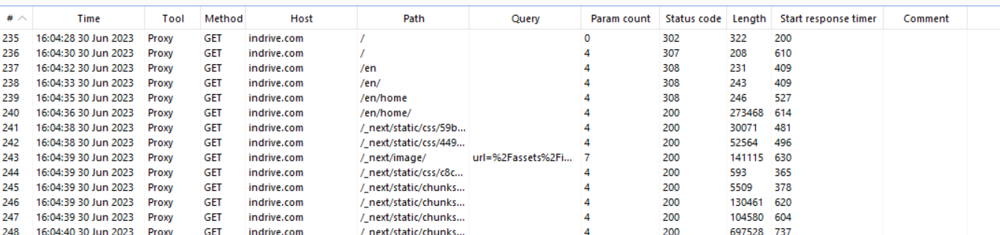 # Time Tool Method Host Path Query Param count Status code Length Start response timer Comment
235 16:04:28 30 Jun 2023 Proxy GET indrive.com / 0 302 322 200
236 16:04:30 30 Jun 2023 Proxy GET indrive.com / 4 307 208 610
237 16:04:32 30 Jun 2023 Proxy GET indrive.com /en 4 308 231 409
238 16:04:33 30 Jun 2023 Proxy GET indrive.com /en/ 4 308 243 409
239 16:04:35 30 Jun 2023 Proxy GET indrive.com /en/home 4 308 246 527
240 16:04:36 30 Jun 2023 Proxy GET indrive.com /en/home/ 4 200 273468 614
241 16:04:38 30 Jun 2023 Proxy GET indrive.com /_next/static/css/59b... 4 200 30071 481
242 16:04:38 30 Jun 2023 Proxy GET indrive.com /_next/static/css/449... 4 200 52564 496
243 16:04:39 30 Jun 2023 Proxy GET indrive.com /_next/image/ url=%2Fassets%2Fi... 7 200 141115 630
244 16:04:39 30 Jun 2023 Proxy GET indrive.com /_next/static/css/c8c... 4 200 593 365
245 16:04:39 30 Jun 2023 Proxy GET indrive.com /_next/static/chunks... 4 200 5509 378
246 16:04:39 30 Jun 2023 Proxy GET indrive.com /_next/static/chunks... 4 200 130461 620
247 16:04:39 30 Jun 2023 Proxy GET indrive.com /_next/static/chunks... 4 200 104580 604
248 16:04:40 30 Jun 2023 Proxy GET indrive.com /_next/static/chunks... 4 200 697528 737